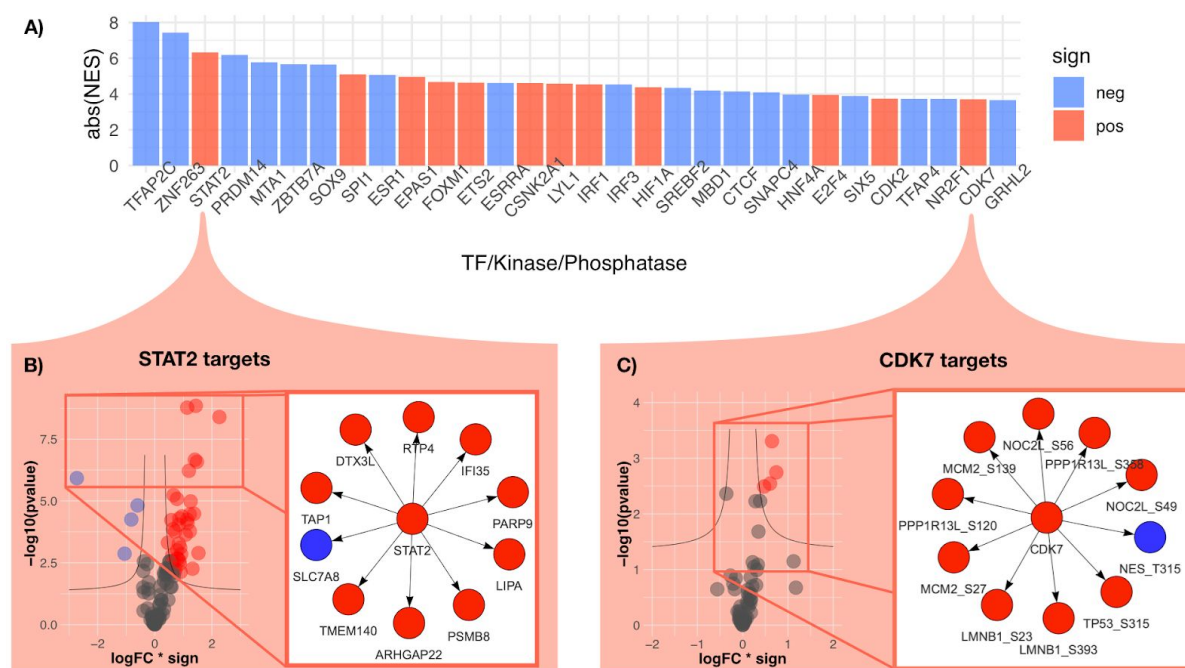 A)
abs(NES)
8
6
4
2
0
TFAP2C
ZNF263
STAT2
PRDM14
MTA1
ZBTB7A
SOX9
SPI1
ESR1
EPAS1
FOXM1
ETS2
ESRRA
CSNK2A1
LYL1
IRF1
IRF3
HIF1A
SREBF2
MBD1
CTCF
SNAPC4
HNF4A
E2F4
SIX5
CDK2
TFAP4
NR2F1
CDK7
GRHL2
TF/Kinase/Phosphatase
sign
neg
pos
B)
STAT2 targets
−log10(pvalue)
7.5
5.0
2.5
0.0
−2
0
2
logFC * sign
RTP4
DTX3L
IFI35
TAP1
PARP9
STAT2
SLC7A8
LIPA
TMEM140
PSMB8
ARHGAP22
C)
CDK7 targets
−log10(pvalue)
4
3
2
1
0
−2
−1
0
1
2
logFC * sign
NOC2L_S56
MCM2_S139
PPP1R13L_S358
NOC2L_S49
PPP1R13L_S120
CDK7
NES_T315
MCM2_S27
TP53_S315
LMNB1_S23
LMNB1_S393